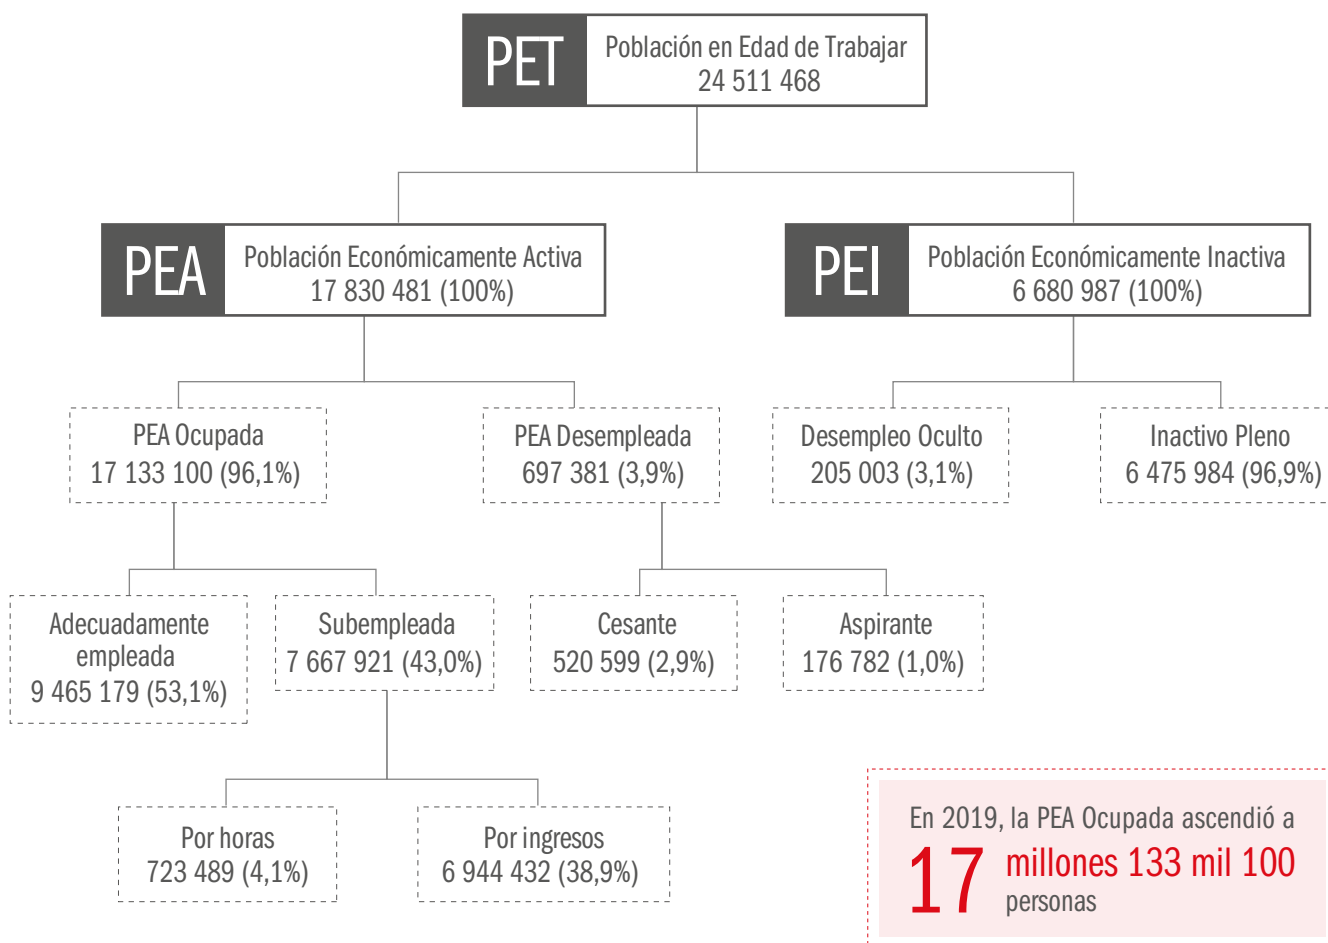 PET
Población en Edad de Trabajar
24 511 468
PEA
Población Económicamente Activa
17 830 481 (100%)
PEI
Población Económicamente Inactiva
6 680 987 (100%)
PEA Ocupada
17 133 100 (96,1%)
PEA Desempleada
697 381 (3,9%)
Desempleo Oculto
205 003 (3,1%)
Inactivo Pleno
6 475 984 (96,9%)
Adecuadamente
empleada
9 465 179 (53,1%)
Subempleada
7 667 921 (43,0%)
Cesante
520 599 (2,9%)
Aspirante
176 782 (1,0%)
Por horas
723 489 (4,1%)
Por ingresos
6 944 432 (38,9%)
En 2019, la PEA Ocupada ascendió a
17 millones 133 mil 100
personas